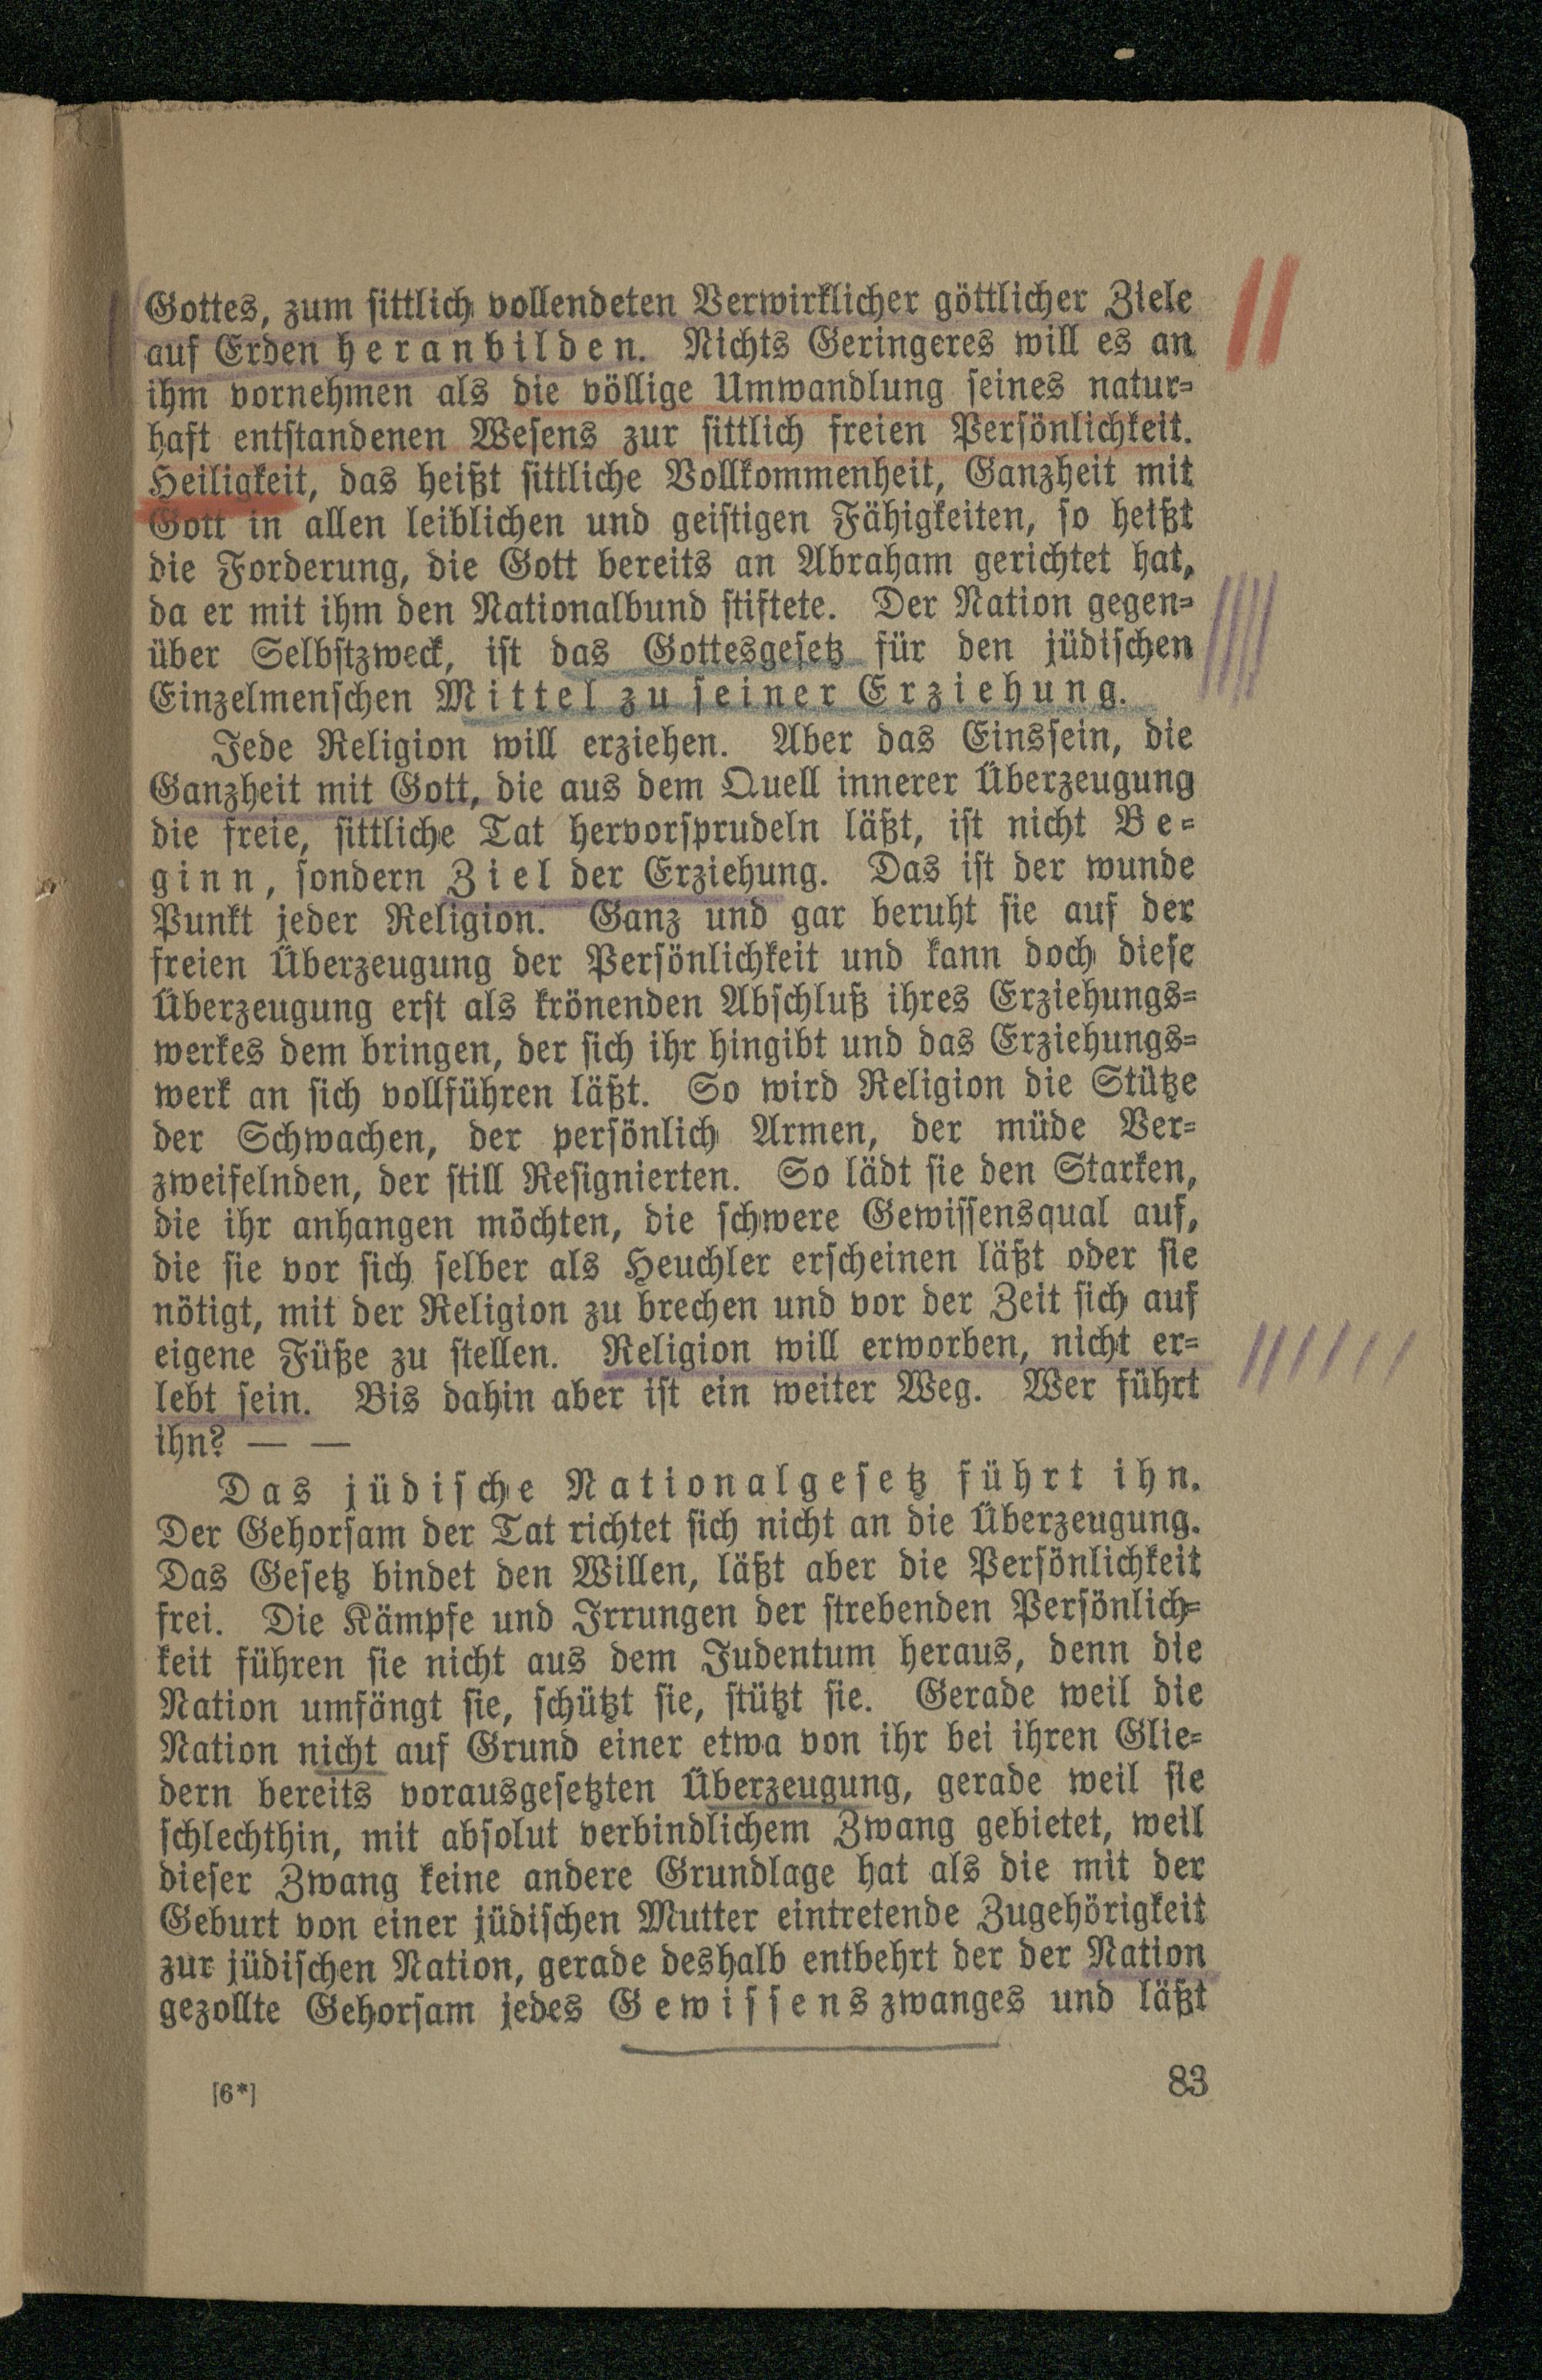 Gottes, zum sittlich vollendeten Verwirklicher göttlicher Ziele
auf Erden heranbilden. Nichts Geringeres will es an
ihm vornehmen als die völlige Umwandlung seines natur-
haft entstandenen Wesens zur sittlich freien Persönlichkeit.
Heiligkeit, das heißt sittliche Vollkommenheit, Ganzheit mit
Gott in allen leiblichen und geistigen Fähigkeiten, so heißt
die Forderung, die Gott bereits an Abraham gerichtet hat,
da er mit ihm den Nationalbund stiftete. Der Nation gegen-
über Selbstzweck, ist das Gottesgesetz für den jüdischen
Einzelmenschen Mittel zu seiner Erziehung.
Jede Religion will erziehen. Aber das Einssein, die
Ganzheit mit Gott, die aus dem Quell innerer Überzeugung
die freie, sittliche Tat hervorsprudeln läßt, ist nicht Be-
ginn, sondern Ziel der Erziehung. Das ist der wunde
Punkt jeder Religion. Ganz und gar beruht sie auf der
freien Überzeugung der Persönlichkeit und kann doch diese
Überzeugung erst als krönenden Abschluß ihres Erziehungs-
werkes dem bringen, der sich ihr hingibt und das Erziehungs-
werk an sich vollführen läßt. So wird Religion die Stütze
der Schwachen, der persönlich Armen, der müde Ver-
zweifelnden, der still Resignierten. So lädt sie den Starken,
die ihr anhangen möchten, die schwere Gewissensqual auf,
die sie vor sich selber als Heuchler erscheinen läßt oder sie
nötigt, mit der Religion zu brechen und vor der Zeit sich auf
eigene Füße zu stellen. Religion will erworben, nicht er-
lebt sein. Bis dahin aber ist ein weiter Weg. Wer führt
ihn? — —
Das jüdische Nationalgesetz führt ihn.
Der Gehorsam der Tat richtet sich nicht an die Überzeugung.
Das Gesetz bindet den Willen, läßt aber die Persönlichkeit
frei. Die Kämpfe und Irrungen der strebenden Persönlich-
keit führen sie nicht aus dem Judentum heraus, denn die
Nation umfängt sie, schützt sie, stützt sie. Gerade weil die
Nation nicht auf Grund einer etwa von ihr bei ihren Glie-
dern bereits vorausgesetzten Überzeugung, gerade weil sie
schlechthin, mit absolut verbindlichem Zwang gebietet, weil
dieser Zwang keine andere Grundlage hat als die mit der
Geburt von einer jüdischen Mutter eintretende Zugehörigkeit
zur jüdischen Nation, gerade deshalb entbehrt der der Nation
gezollte Gehorsam jedes Gewissenszwanges und läßt
[6*]
83